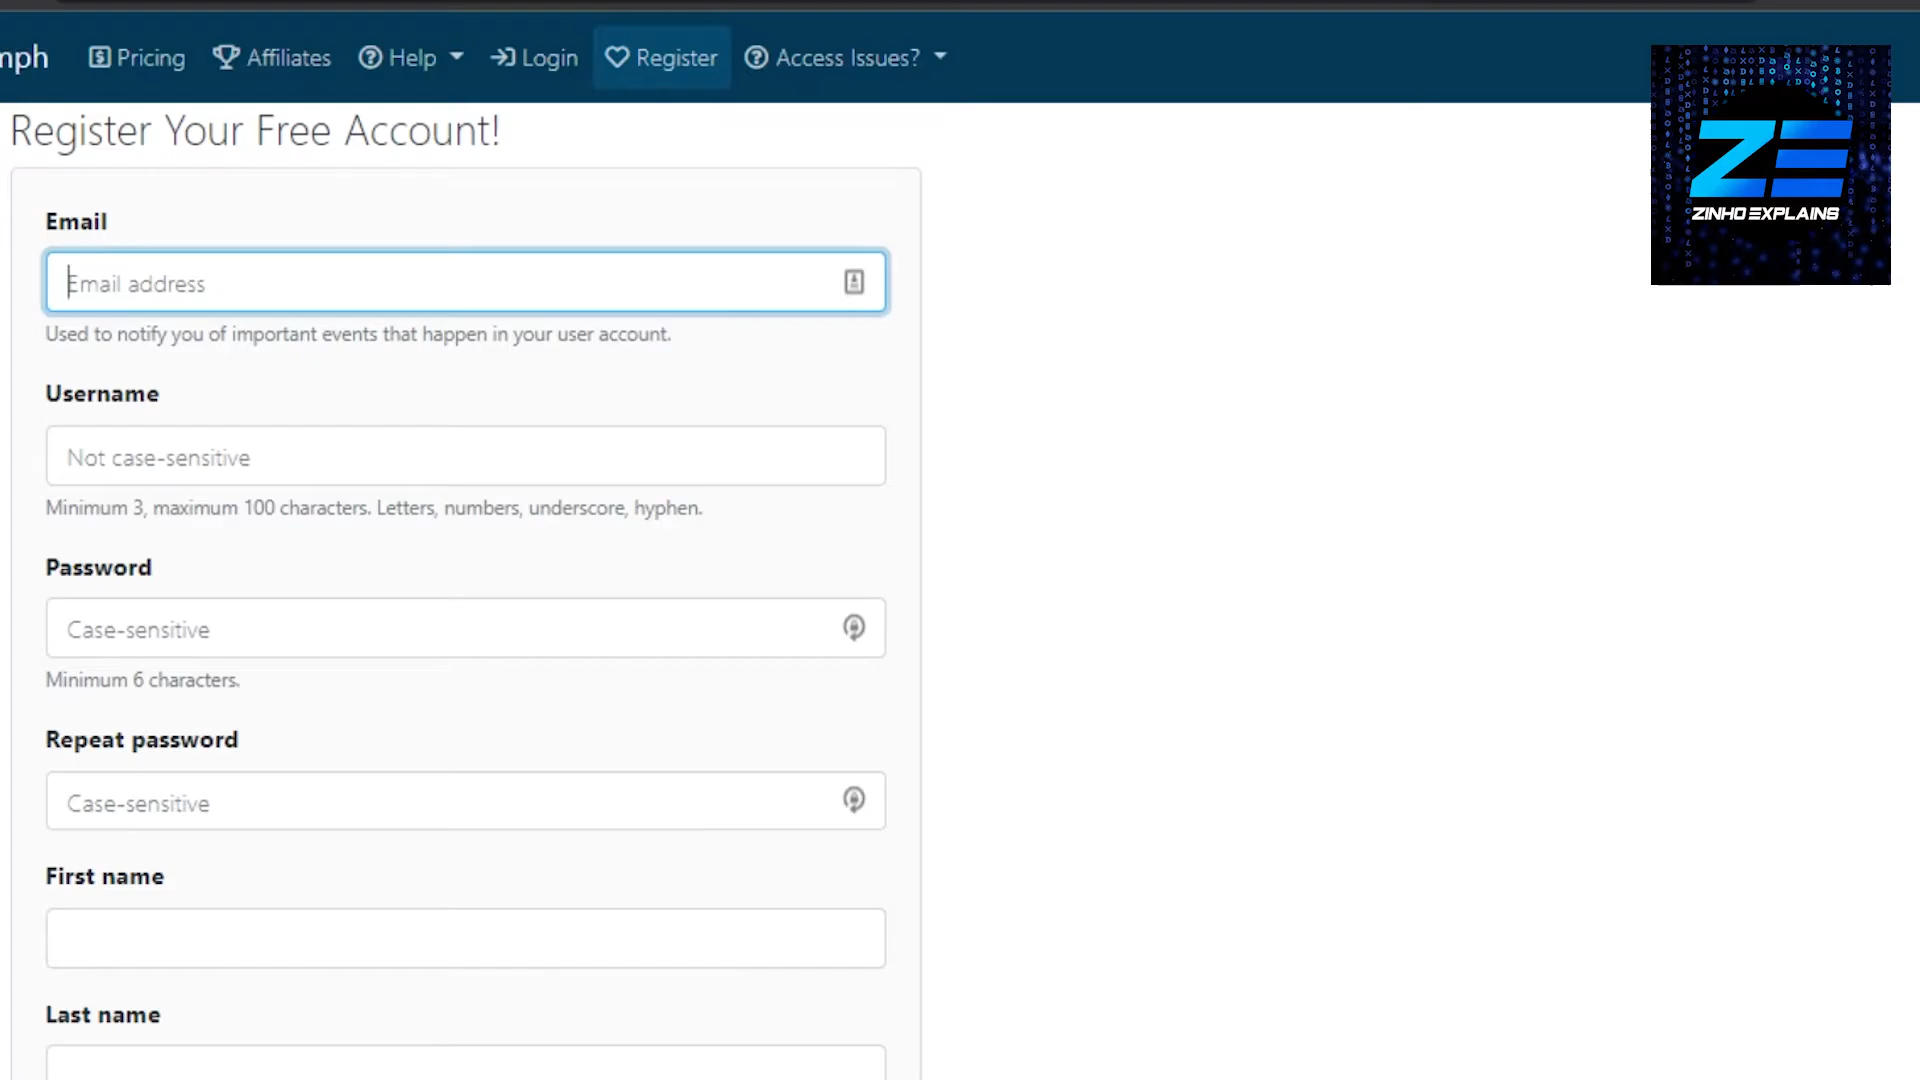 mph Pricing Affiliates Help Login Register Access Issues?
Register Your Free Account!
ZE
ZINHO EXPLAINS
Email
Email address
Used to notify you of important events that happen in your user account.
Username
Not case-sensitive
Minimum 3, maximum 100 characters. Letters, numbers, underscore, hyphen.
Password
Case-sensitive
Minimum 6 characters.
Repeat password
Case-sensitive
First name
Last name